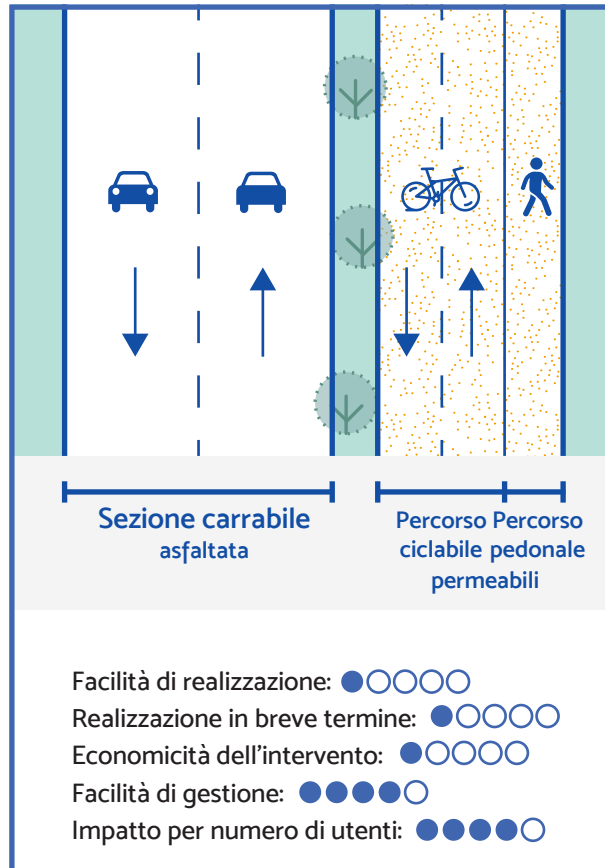 Sezione carrabile
asfaltata
Percorso Percorso
ciclabile pedonale
permeabili
Facilità di realizzazione:
Realizzazione in breve termine:
Economicità dell'intervento:
Facilità di gestione:
Impatto per numero di utenti: